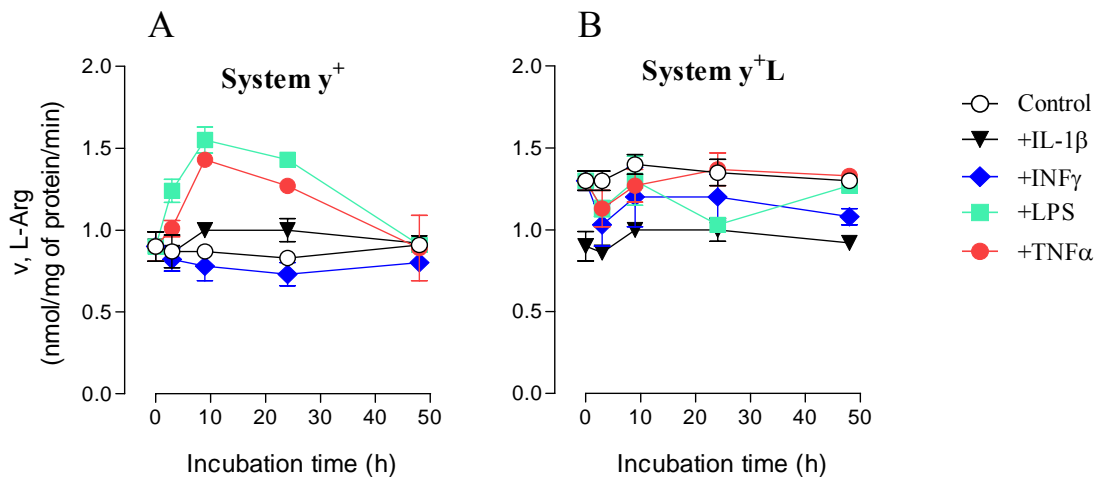 A
System y⁺
v, L-Arg
(nmol/mg of protein/min)
2.0
1.5
1.0
0.5
0.0
0 10 20 30 40 50
Incubation time (h)
B
System y⁺L
2.0
1.5
1.0
0.5
0.0
0 10 20 30 40 50
Incubation time (h)
Control
+IL-1β
+INFγ
+LPS
+TNFα